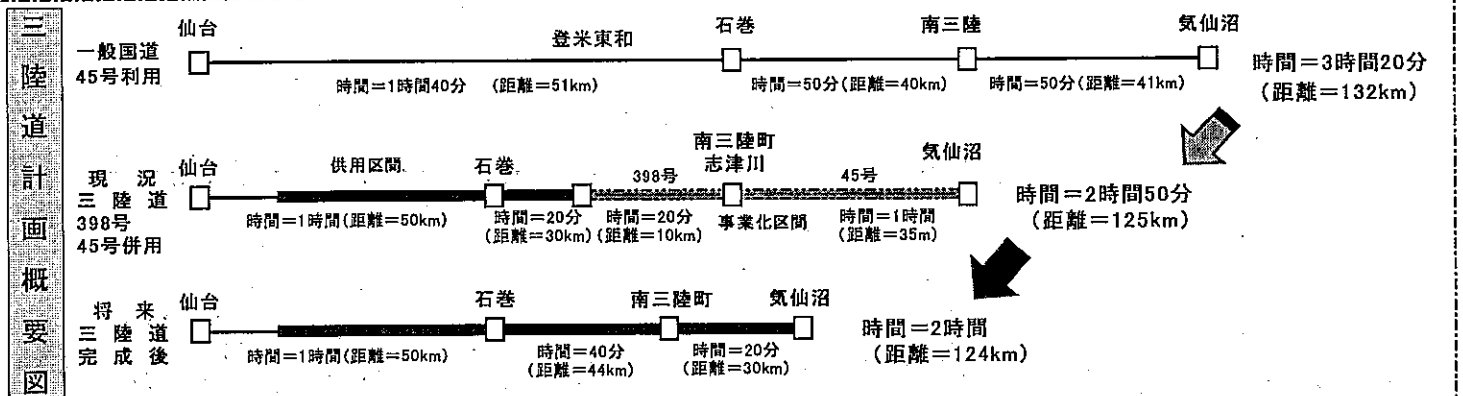 三陸道計画概要図
一般国道
45号利用
仙台
登米東和
石巻
南三陸
気仙沼
時間=1時間40分 (距離=51km)
時間=50分(距離=40km)
時間=50分(距離=41km)
時間=3時間20分
(距離=132km)
現況
三陸道
398号
45号併用
仙台
供用区間
石巻
398号
南三陸町
志津川
45号
気仙沼
時間=1時間(距離=50km)
時間=20分
(距離=30km)
時間=20分
(距離=10km)
事業化区間
時間=1時間
(距離=35m)
時間=2時間50分
(距離=125km)
将来
三陸道
完成後
仙台
石巻
南三陸町
気仙沼
時間=1時間(距離=50km)
時間=40分
(距離=44km)
時間=20分
(距離=30km)
時間=2時間
(距離=124km)